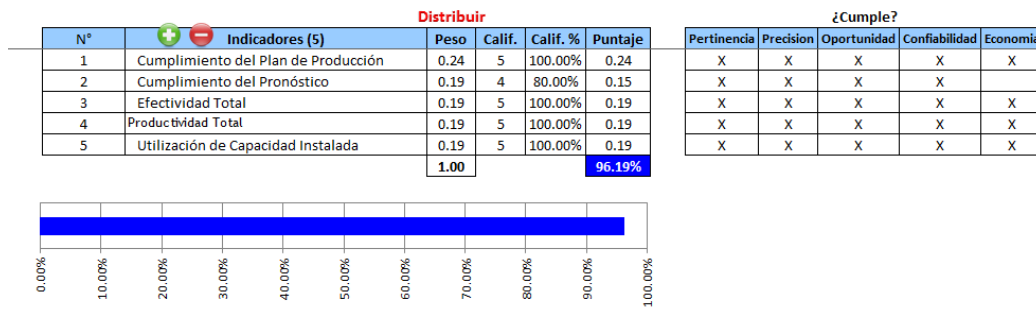 Distribuir ¿Cumple?
N° Indicadores (5) Peso Calif. Calif. % Puntaje Pertinencia Precision Oportunidad Confiabilidad Economia
1 Cumplimiento del Plan de Producción 0.24 5 100.00% 0.24 X X X X X
2 Cumplimiento del Pronóstico 0.19 4 80.00% 0.15 X X X X
3 Efectividad Total 0.19 5 100.00% 0.19 X X X X X
4 Productividad Total 0.19 5 100.00% 0.19 X X X X X
5 Utilización de Capacidad Instalada 0.19 5 100.00% 0.19 X X X X X
1.00 96.19%
0.00% 10.00% 20.00% 30.00% 40.00% 50.00% 60.00% 70.00% 80.00% 90.00% 100.00%